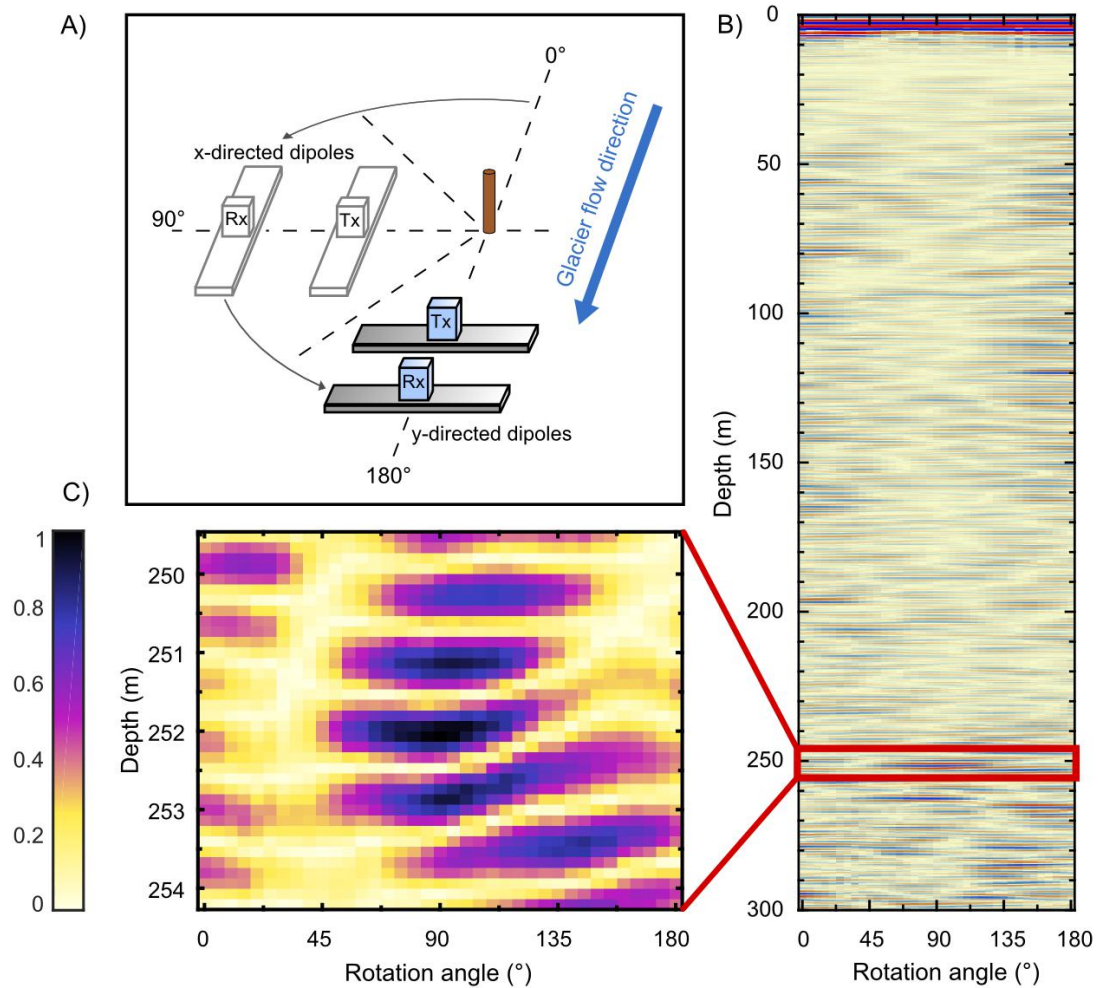 A)
0°
Glacier flow direction
x-directed dipoles
90°
Rx
Tx
Tx
Rx
y-directed dipoles
180°
B)
0
50
100
150
200
250
300
Depth (m)
0
45
90
135
180
Rotation angle (°)
C)
1
0.8
0.6
0.4
0.2
0
250
251
252
253
254
Depth (m)
0
45
90
135
180
Rotation angle (°)